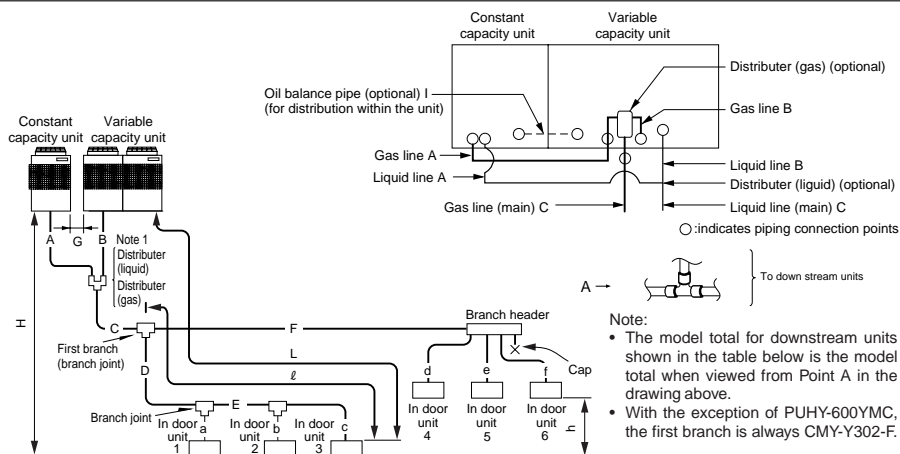 Constant
capacity unit
Variable
capacity unit
Distributer (gas) (optional)
Oil balance pipe (optional) I
(for distribution within the unit)
Gas line B
Gas line A
Liquid line A
Liquid line B
Distributer (liguid) (optional)
Gas line (main) C
Liquid line (main) C
:indicates piping connection points
Constant
capacity unit
Variable
capacity unit
A
G
B
Note 1
Distributer
(liquid)
Distributer
(gas)
H
C
First branch
(branch joint)
F
Branch header
L
ℓ
D
d
e
f
Cap
Branch joint
E
a
b
c
In door
unit
1
In door
unit
2
In door
unit
3
In door
unit
4
In door
unit
5
In door
unit
6
h
A
To down stream units
Note:
• The model total for downstream units
shown in the table below is the model
total when viewed from Point A in the
drawing above.
• With the exception of PUHY-600YMC,
the first branch is always CMY-Y302-F.